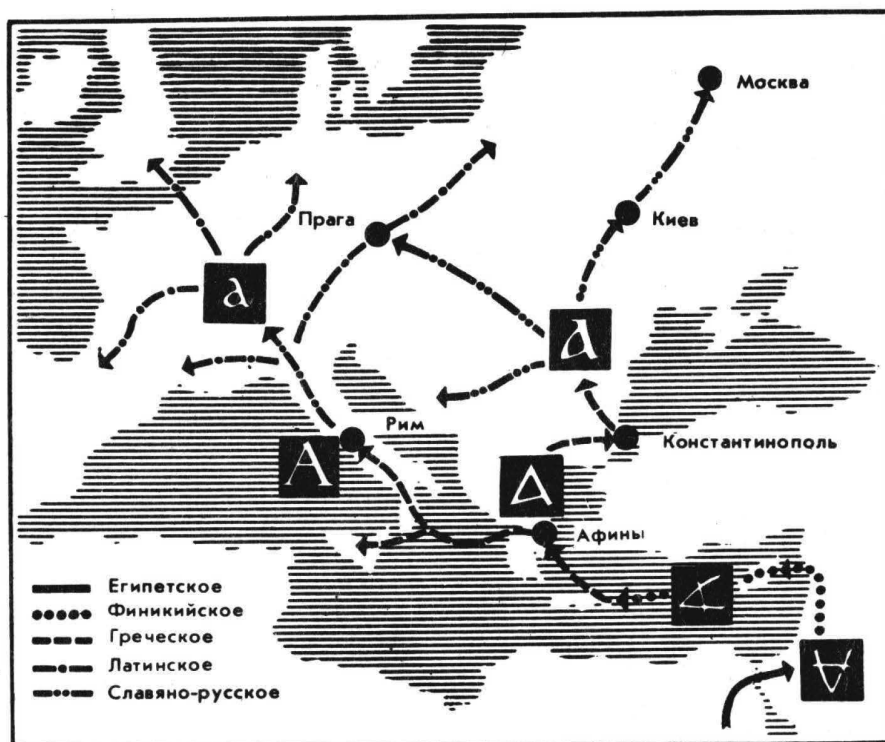 Москва
Киев
Прага
а
а
Рим
Константинополь
А
Афины
Египетское
Финикийское
Греческое
Латинское
Славяно-русское